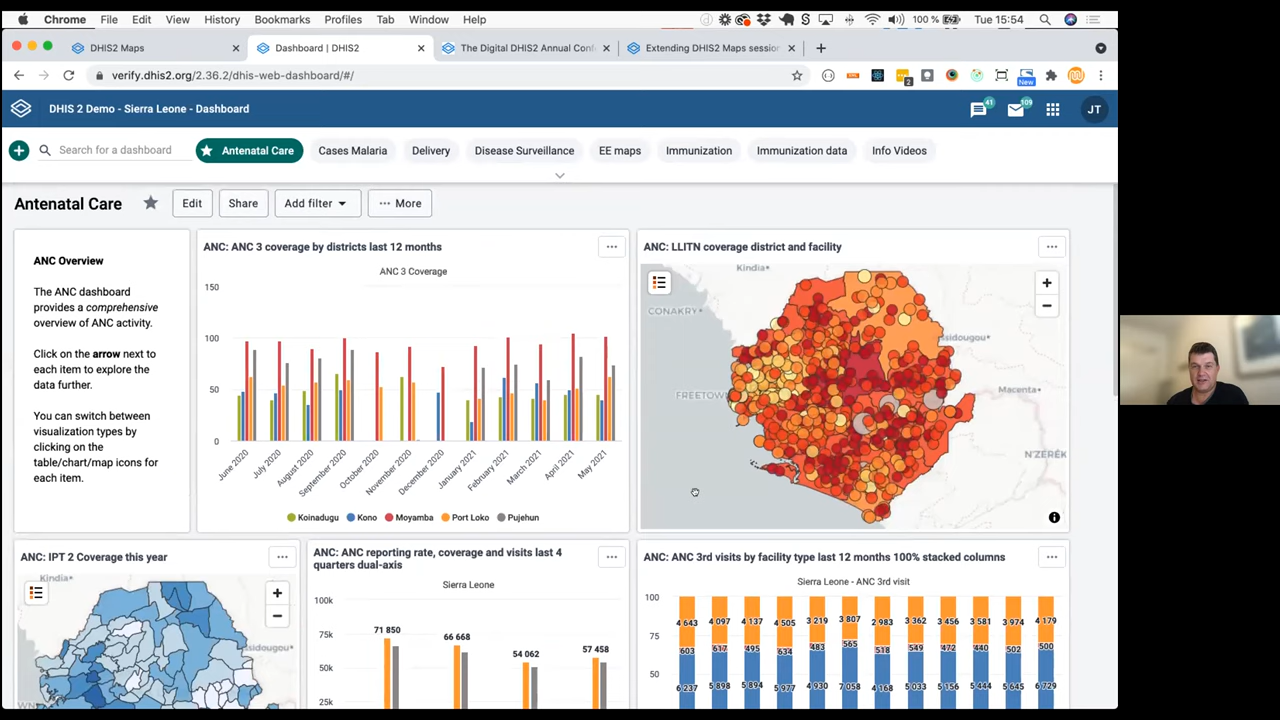 Chrome File Edit View History Bookmarks Profiles Tab Window Help 100 % Tue 15:54
DHIS2 Maps
Dashboard | DHIS2
The Digital DHIS2 Annual Conf
Extending DHIS2 Maps session
verify.dhis2.org/2.36.2/dhis-web-dashboard/#/
2
New
DHIS 2 Demo - Sierra Leone - Dashboard
41
109
JT
Search for a dashboard
Antenatal Care
Cases Malaria
Delivery
Disease Surveillance
EE maps
Immunization
Immunization data
Info Videos
Antenatal Care
Edit
Share
Add filter
More
ANC Overview
The ANC dashboard
provides a comprehensive
overview of ANC activity.
Click on the arrow next to
each item to explore the
data further.
You can switch between
visualization types by
clicking on the
table/chart/map icons for
each item.
ANC: ANC 3 coverage by districts last 12 months
ANC 3 Coverage
150
100
50
0
June 2020
July 2020
August 2020
September 2020
October 2020
November 2020
December 2020
January 2021
February 2021
March 2021
April 2021
May 2021
Koinadugu Kono Moyamba Port Loko Pujehun
ANC: LLITN coverage district and facility
Kindia
CONAKRY
ssidougou
Macenta
FREETOW
N'ZÉRÉK
ANC: IPT 2 Coverage this year
Kindia
ssidougou
ANC: ANC reporting rate, coverage and visits last 4
quarters dual-axis
Sierra Leone
100k
75k
50k
25k
71 850
66 668
54 062
57 458
ANC: ANC 3rd visits by facility type last 12 months 100% stacked columns
Sierra Leone - ANC 3rd visit
100
75
50
4 643 4 097 4 137 4 505 3 219 3 807 2 983 3 362 3 456 3 581 3 974 4 179
603 617 495 634 483 565 518 549 472 440 502 500
6 237 5 898 5 894 5 977 4 930 7 058 4 168 5 033 5 156 5 444 5 645 6 729